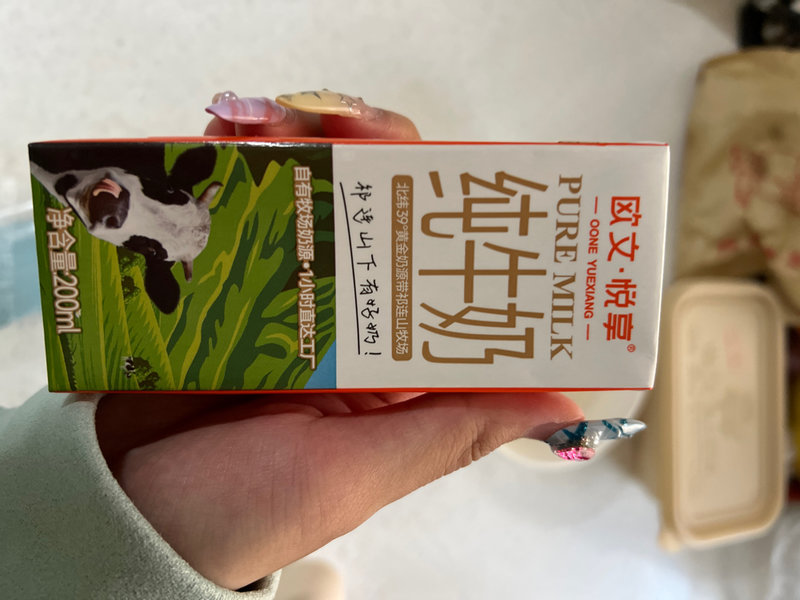 欧文·悦享®
OONE YUEXIANG
PURE MILK
纯牛奶
北纬39°黄金奶源带祁连山牧场
祁连山下有好奶!
自有牧场奶源·1小时直达工厂
净含量:200ml